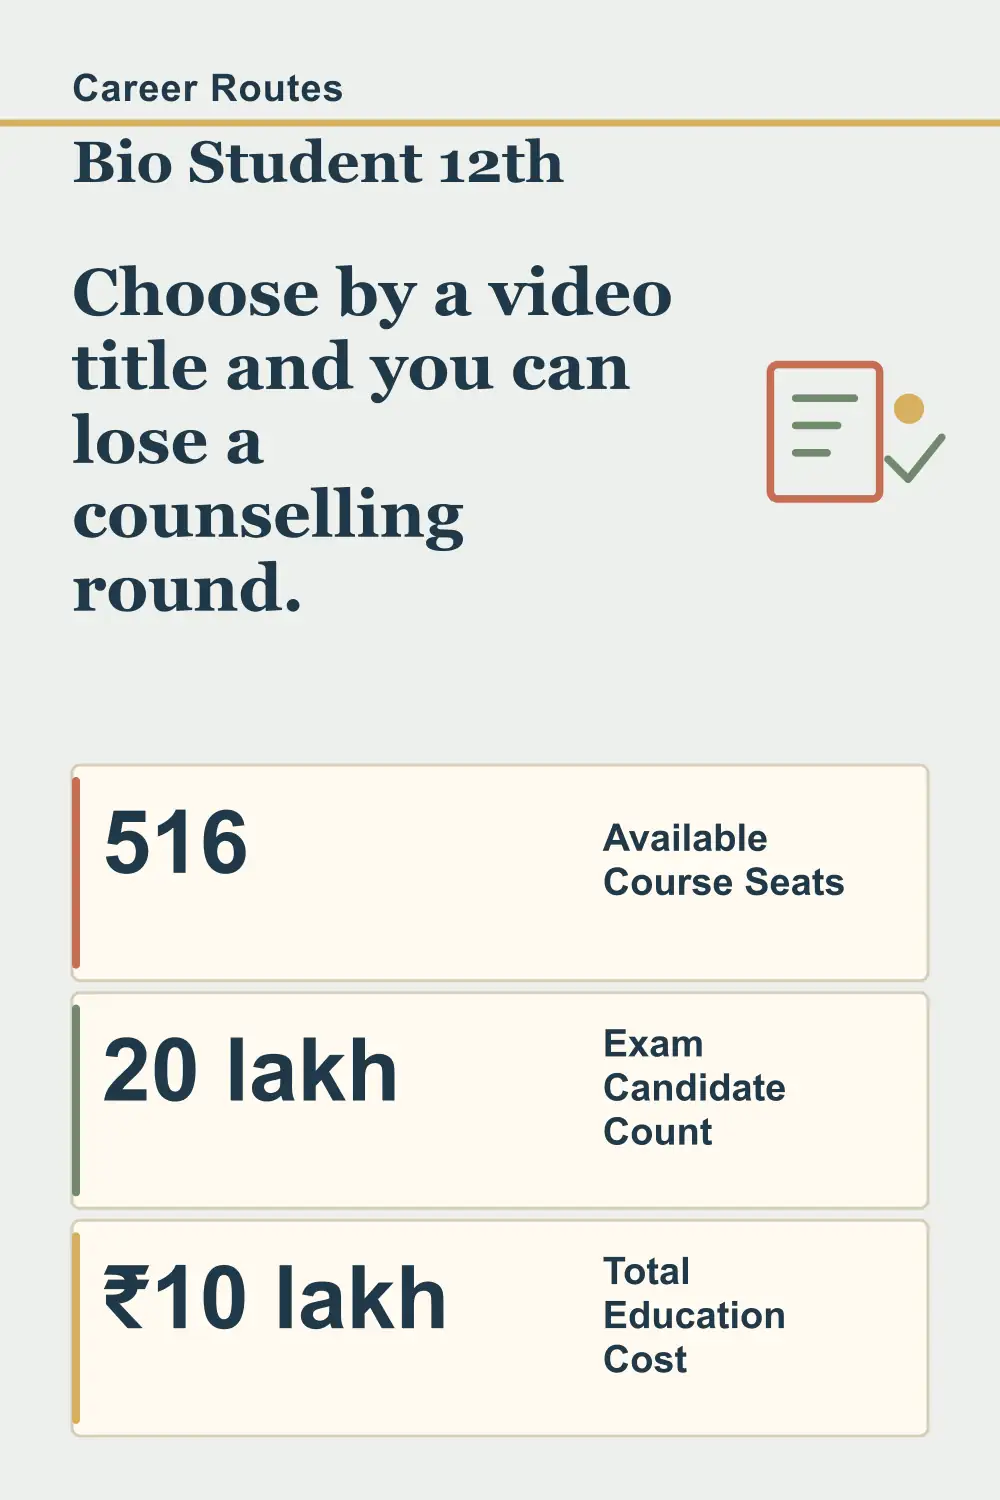 Career Routes
Bio Student 12th
Choose by a video
title and you can
lose a
counselling
round.
516
Available
Course Seats
20 lakh
Exam
Candidate
Count
₹10 lakh
Total
Education
Cost